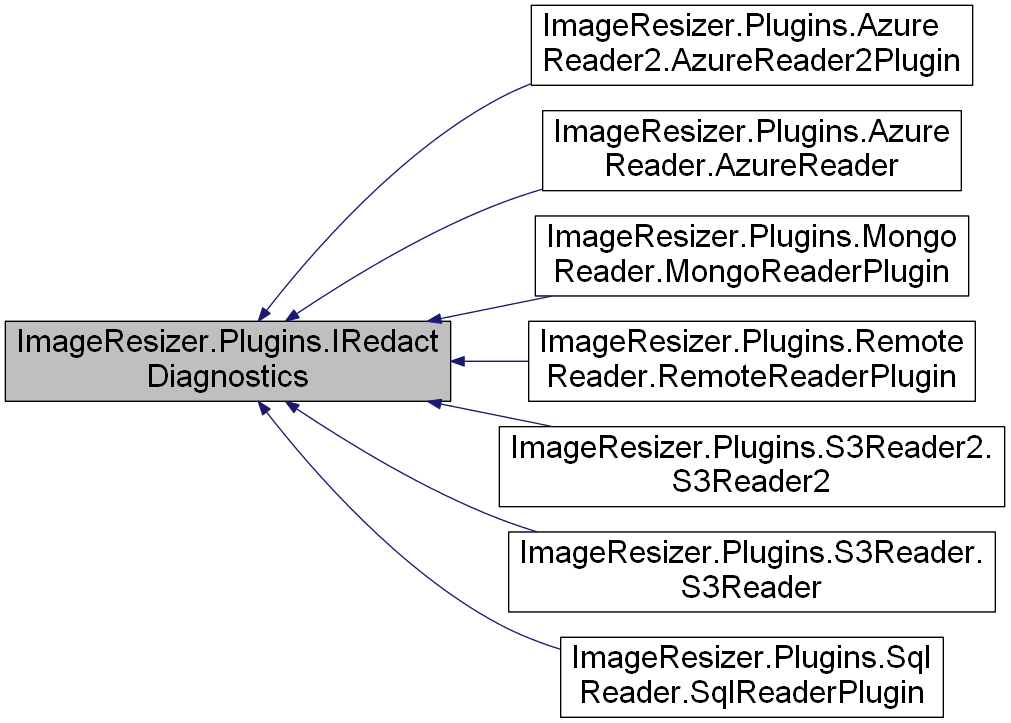 ImageResizer.Plugins.Azure
Reader2.AzureReader2Plugin
ImageResizer.Plugins.Azure
Reader.AzureReader
ImageResizer.Plugins.Mongo
Reader.MongoReaderPlugin
ImageResizer.Plugins.IRedact
Diagnostics
ImageResizer.Plugins.Remote
Reader.RemoteReaderPlugin
ImageResizer.Plugins.S3Reader2.
S3Reader2
ImageResizer.Plugins.S3Reader.
S3Reader
ImageResizer.Plugins.Sql
Reader.SqlReaderPlugin